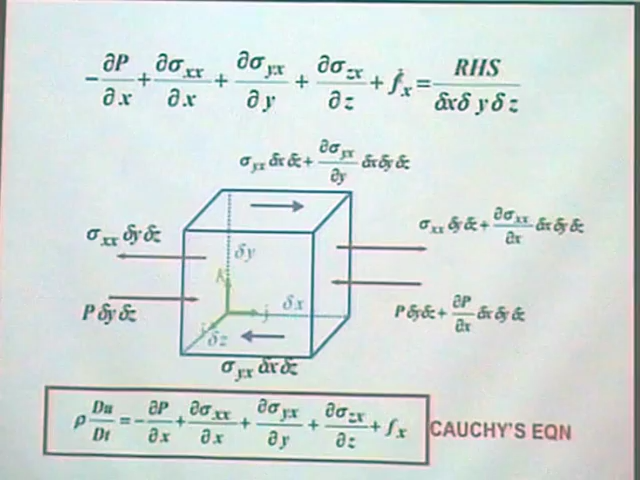 -∂P/∂x + ∂σxx/∂x + ∂σyx/∂y + ∂σzx/∂z + fx = RHS/δxδyδz
σyx δxδz + ∂σyx/∂y δxδyδz
σxx δyδz
σxx δyδz + ∂σxx/∂x δxδyδz
δy
k
δx
j
P δyδz
P δyδz + ∂P/∂x δxδyδz
i
δz
σyx δxδz
ρ Du/Dt = -∂P/∂x + ∂σxx/∂x + ∂σyx/∂y + ∂σzx/∂z + fx CAUCHY'S EQN